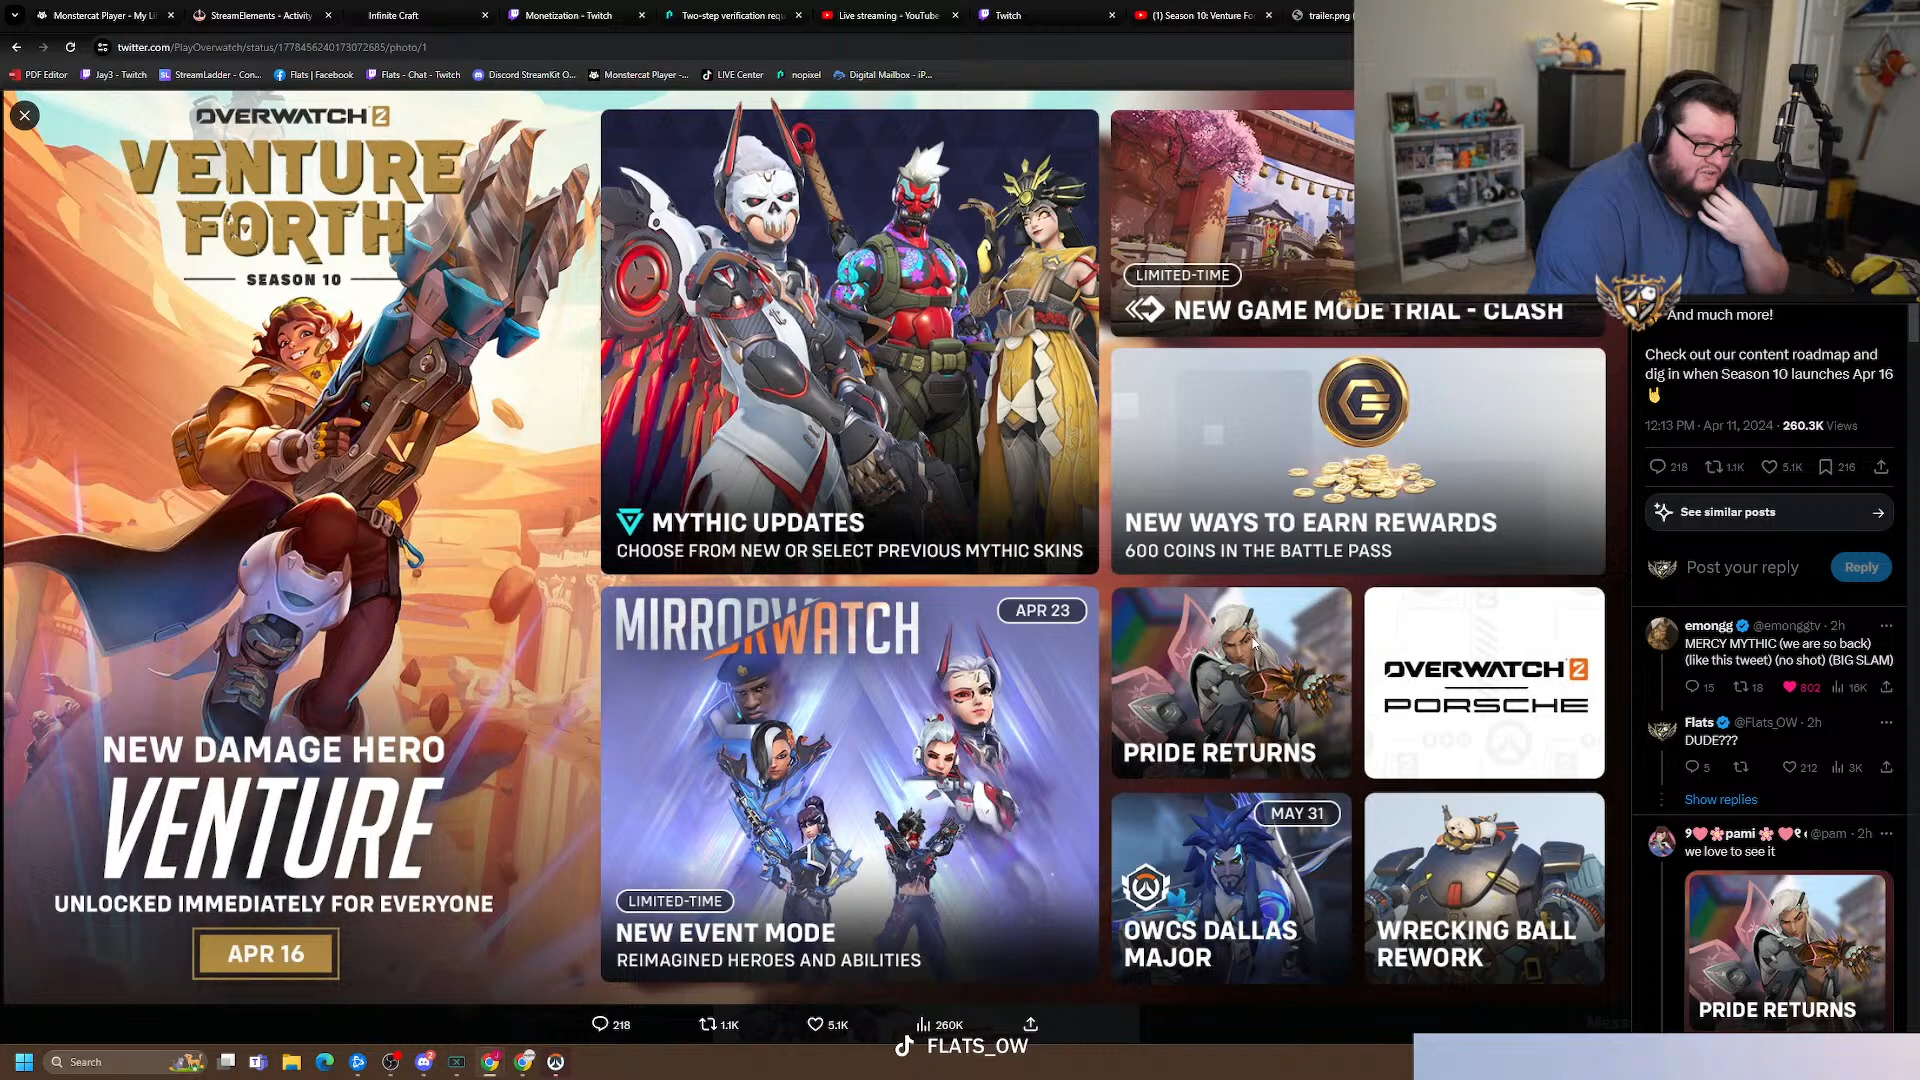 Monstercat Player - My Li
StreamElements - Activity
Infinite Craft
Monetization - Twitch
Two-step verification requ
Live streaming - YouTube
Twitch
(1) Season 10: Venture For
trailer.png (
twitter.com/PlayOverwatch/status/1778456240173072685/photo/1
PDF Editor
Jay3 - Twitch
StreamLadder - Con...
Flats | Facebook
Flats - Chat - Twitch
Discord StreamKit O...
Monstercat Player -...
LIVE Center
nopixel
Digital Mailbox - iP...
OVERWATCH 2
VENTURE
FORTH
SEASON 10
NEW DAMAGE HERO
VENTURE
UNLOCKED IMMEDIATELY FOR EVERYONE
APR 16
MYTHIC UPDATES
CHOOSE FROM NEW OR SELECT PREVIOUS MYTHIC SKINS
LIMITED-TIME
NEW GAME MODE TRIAL - CLASH
NEW WAYS TO EARN REWARDS
600 COINS IN THE BATTLE PASS
MIRRORWATCH
APR 23
LIMITED-TIME
NEW EVENT MODE
REIMAGINED HEROES AND ABILITIES
PRIDE RETURNS
OVERWATCH 2
PORSCHE
MAY 31
OWCS DALLAS
MAJOR
WRECKING BALL
REWORK
And much more!
Check out our content roadmap and
dig in when Season 10 launches Apr 16
🤘
12:13 PM · Apr 11, 2024 · 260.3K Views
218 1.1K 5.1K 216
See similar posts
Post your reply
Reply
emongg @emonggtv · 2h
MERCY MYTHIC (we are so back)
(like this tweet) (no shot) (BIG SLAM)
15 18 802 16K
Flats @Flats_OW · 2h
DUDE???
5 212 3K
Show replies
pami @pam · 2h
we love to see it
PRIDE RETURNS
218 1.1K 5.1K 260K
FLATS_OW
Search